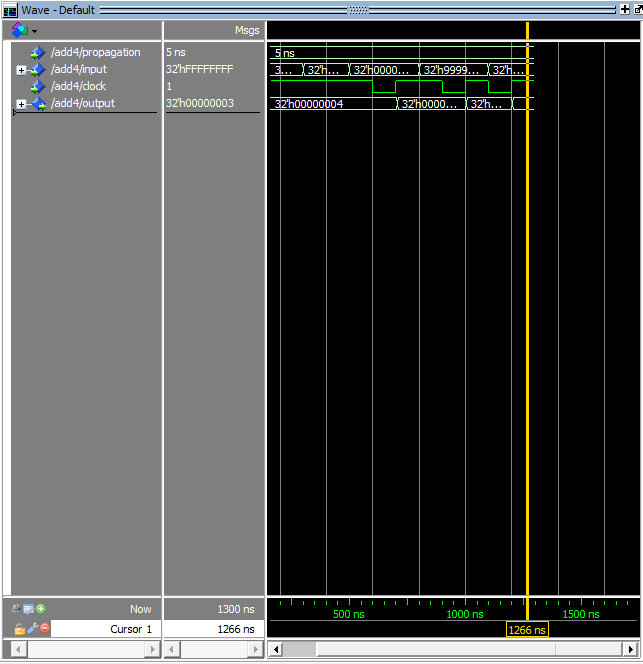 Wave - Default
Msgs
/add4/propagation 5 ns 5 ns
/add4/input 32'hFFFFFFFF 3... 32'h... 32'h0000... 32'h9999... 32'h...
/add4/clock 1
/add4/output 32'h00000003 32'h00000004 32'h0000... 32'h...
Now 1300 ns 500 ns 1000 ns 1500 ns
Cursor 1 1266 ns 1266 ns